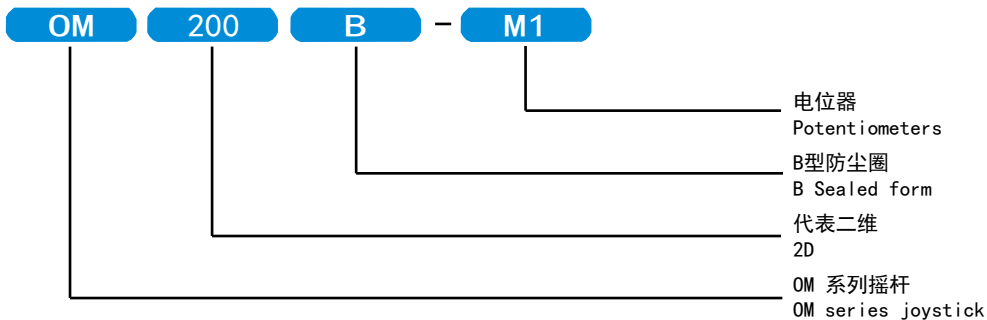 OM 200 B - M1
电位器
Potentiometers
B型防尘圈
B Sealed form
代表二维
2D
OM 系列摇杆
OM series joystick